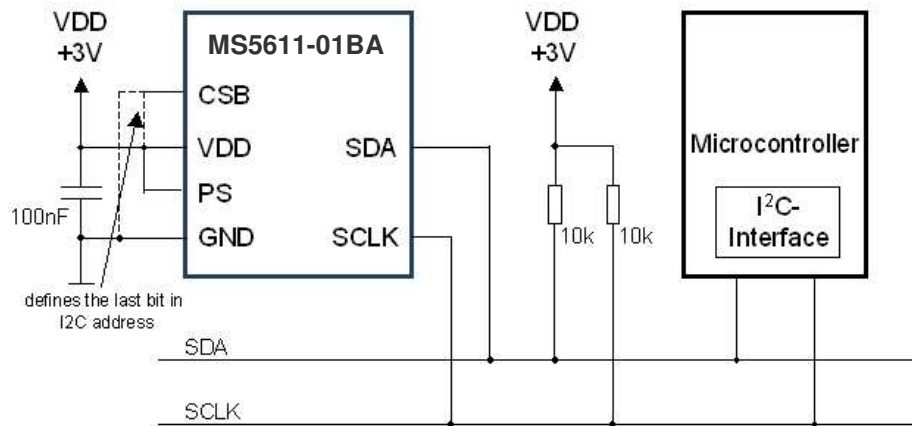 VDD
+3V
MS5611-01BA
CSB
VDD
PS
GND
SDA
SCLK
100nF
defines the last bit in
I2C address
VDD
+3V
10k
10k
Microcontroller
I²C-
Interface
SDA
SCLK